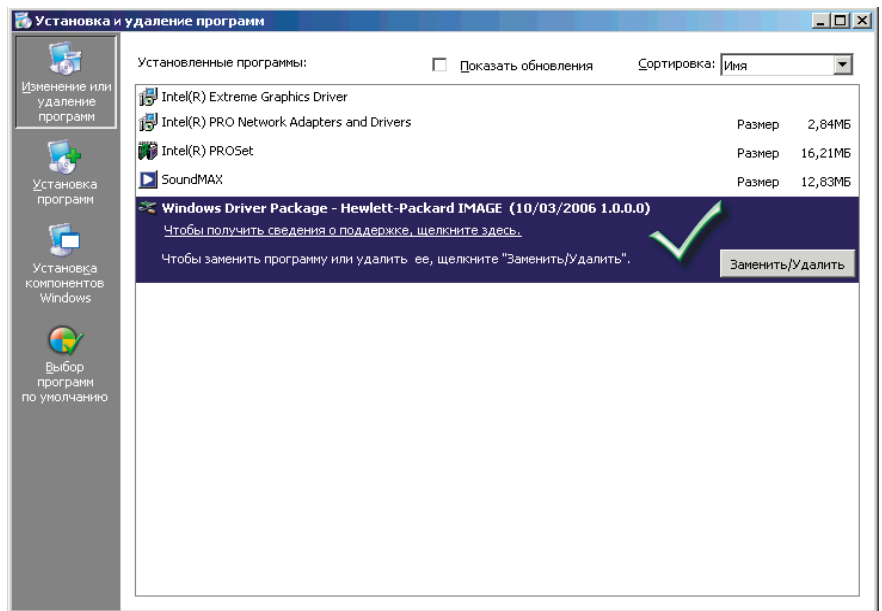 Установка и удаление программ
Изменение или
удаление
программ
Установка
программ
Установка
компонентов
Windows
Выбор
программ
по умолчанию
Установленные программы:
Показать обновления
Сортировка: Имя
Intel(R) Extreme Graphics Driver
Intel(R) PRO Network Adapters and Drivers Размер 2,84МБ
Intel(R) PROSet Размер 16,21МБ
SoundMAX Размер 12,83МБ
Windows Driver Package - Hewlett-Packard IMAGE (10/03/2006 1.0.0.0)
Чтобы получить сведения о поддержке, щелкните здесь.
Чтобы заменить программу или удалить ее, щелкните "Заменить/Удалить".
Заменить/Удалить